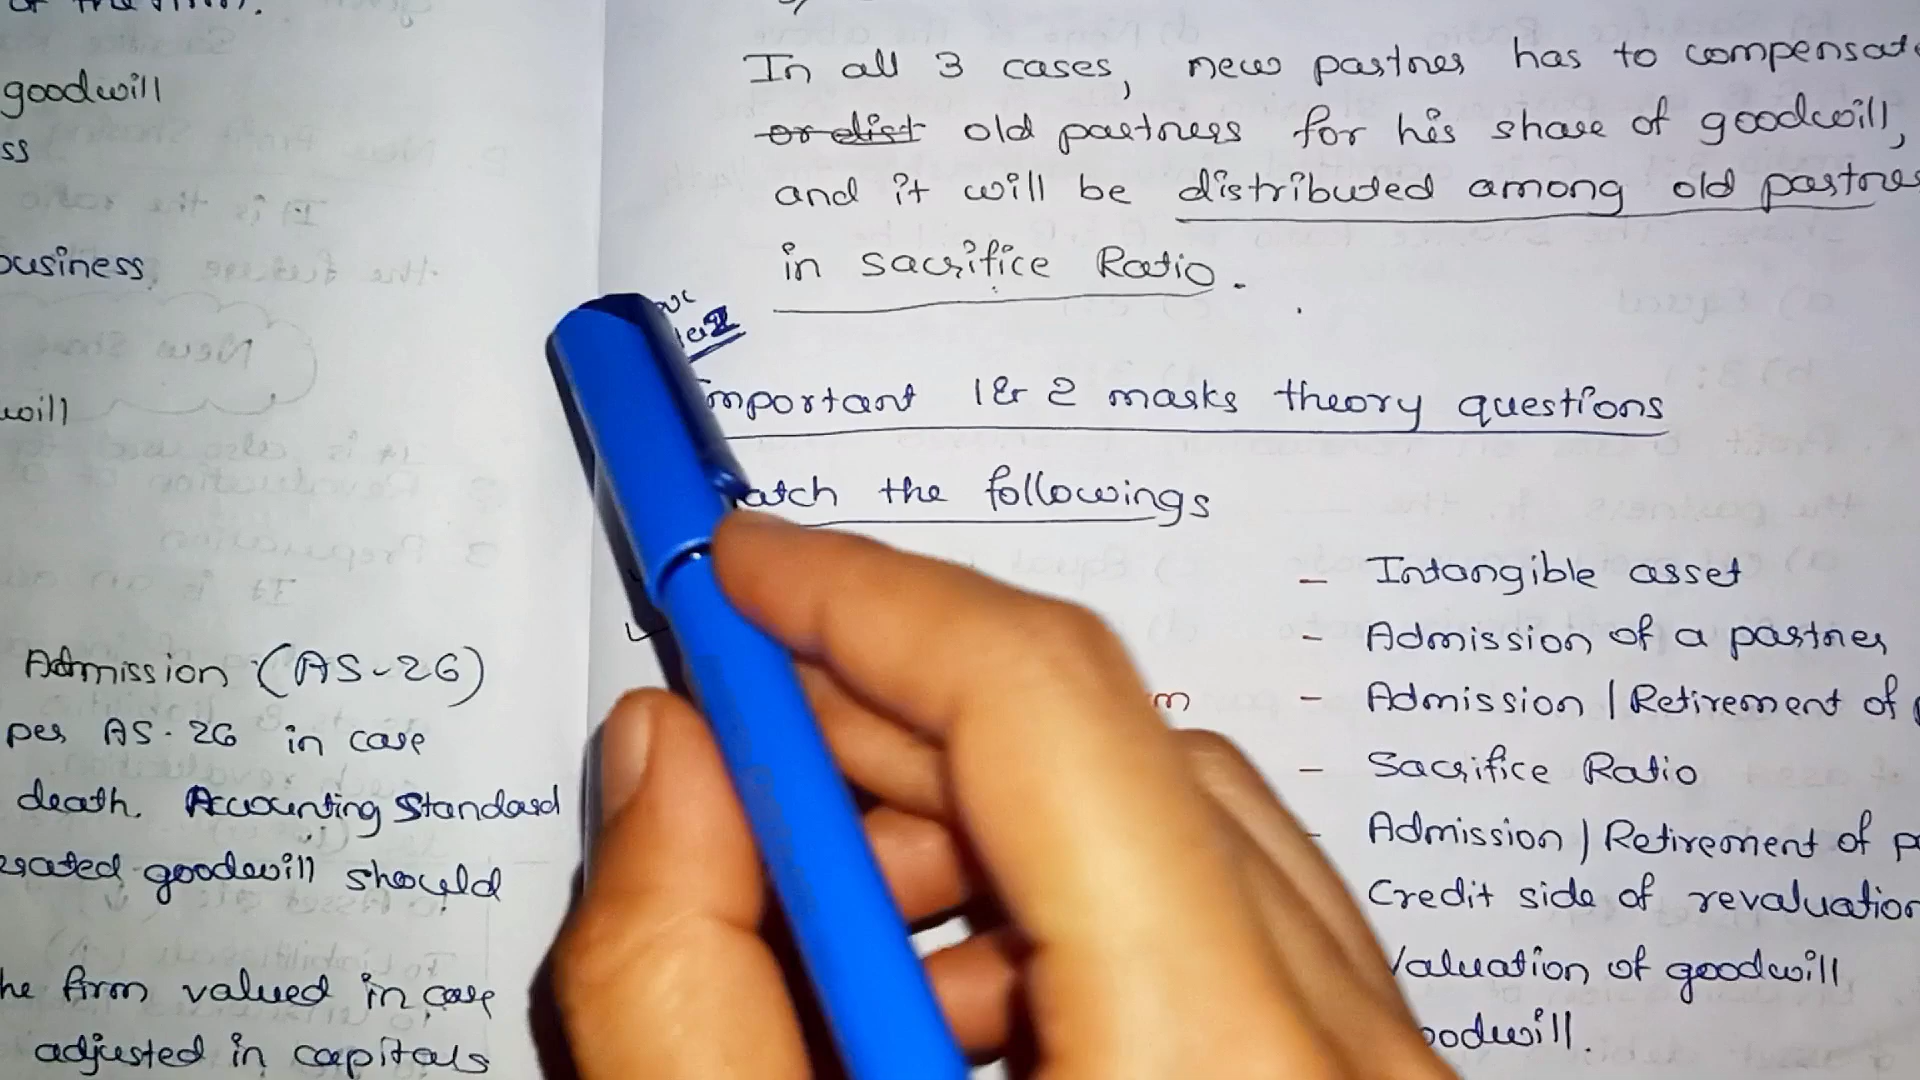 goodwill
ss
business
will
Admission (AS-26)
per AS-26 in case
death. Accounting Standard
goodwill should
firm valued in case
adjusted in capitals
In all 3 cases, new partner has to compensate
or dist old partners for his share of goodwill,
and it will be distributed among old partne
in sacrifice Ratio.
mportant 1 & 2 marks theory questions
atch the followings
- Intangible asset
- Admission of a partner
m - Admission / Retirement of
- Sacrifice Ratio
- Admission / Retirement of p
Credit side of revaluation
Valuation of goodwill
oodwill.